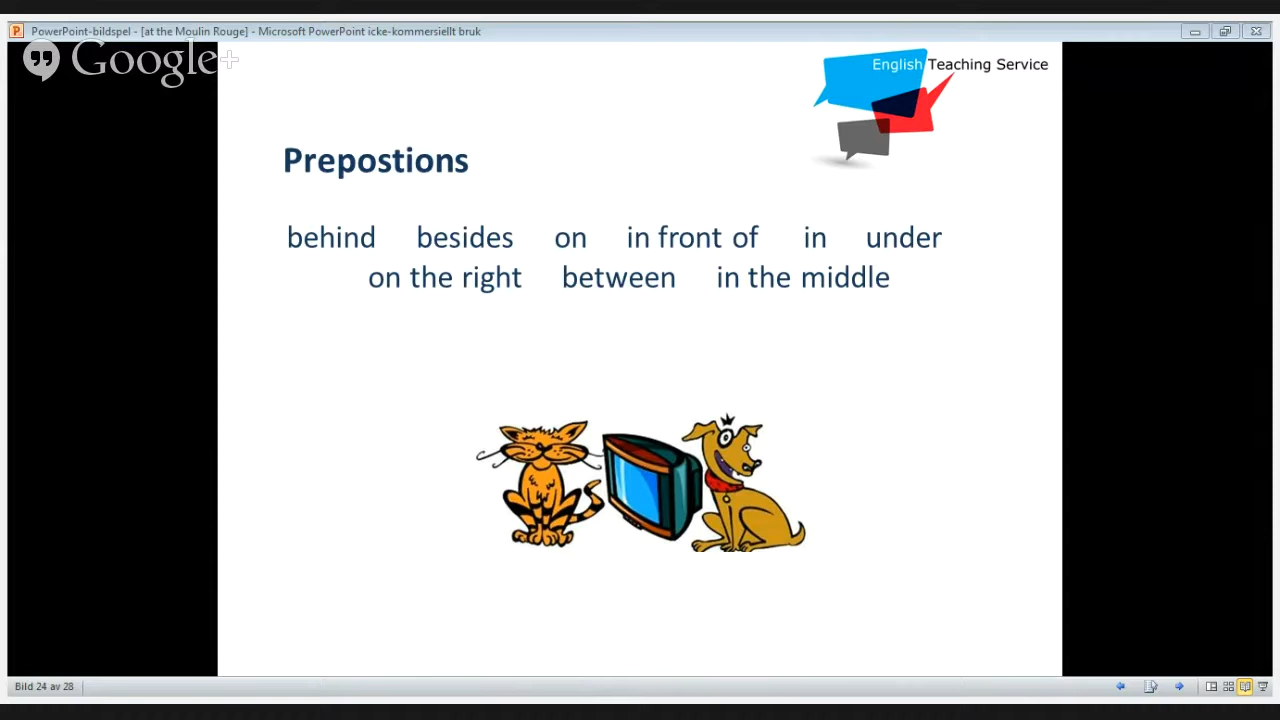 PowerPoint-bildspel - [at the Moulin Rouge] - Microsoft PowerPoint icke-kommersiellt bruk
Google+
English Teaching Service
Prepostions
behind besides on in front of in under
on the right between in the middle
Bild 24 av 28